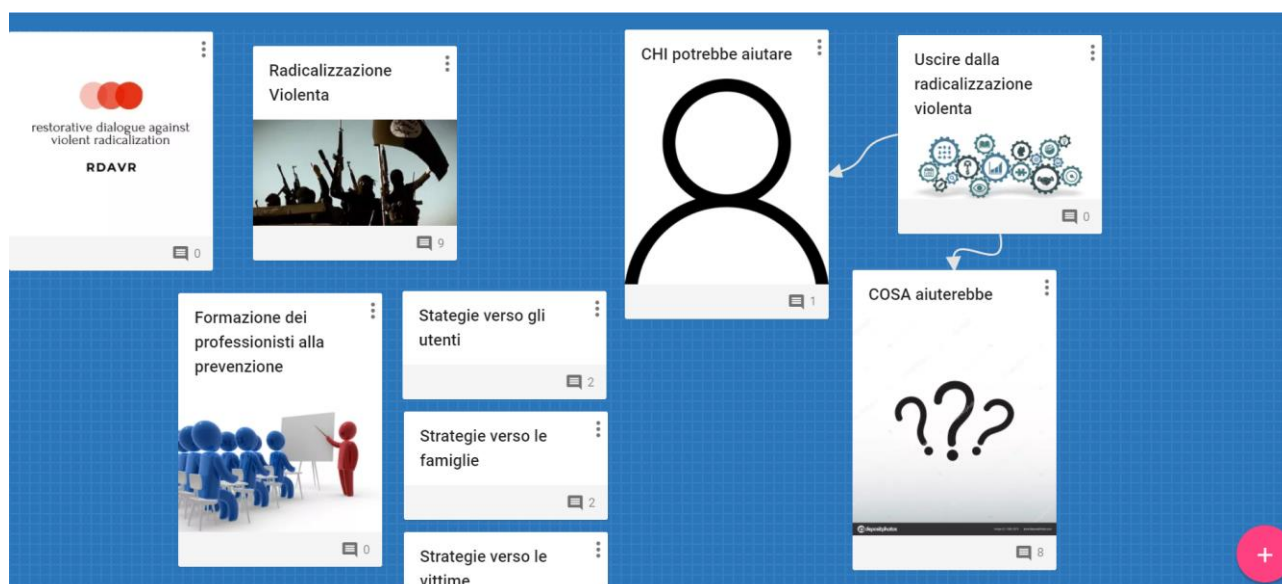 restorative dialogue against
violent radicalization
RDAVR
0
Radicalizzazione
Violenta
9
CHI potrebbe aiutare
1
Uscire dalla
radicalizzazione
violenta
0
Formazione dei
professionisti alla
prevenzione
0
Stategie verso gli
utenti
2
Strategie verso le
famiglie
2
Strategie verso le
vittime
COSA aiuterebbe
???
depositphotos
8
+